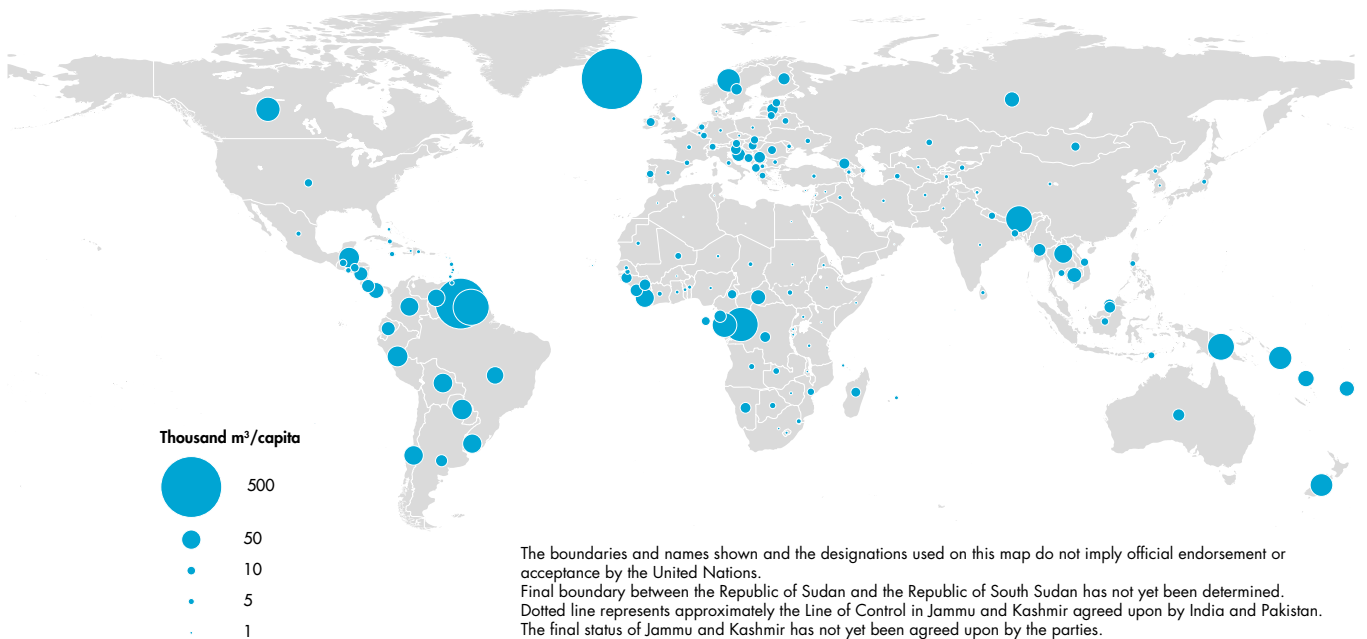 Thousand m³/capita
500
50
10
5
1
The boundaries and names shown and the designations used on this map do not imply official endorsement or
acceptance by the United Nations.
Final boundary between the Republic of Sudan and the Republic of South Sudan has not yet been determined.
Dotted line represents approximately the Line of Control in Jammu and Kashmir agreed upon by India and Pakistan.
The final status of Jammu and Kashmir has not yet been agreed upon by the parties.